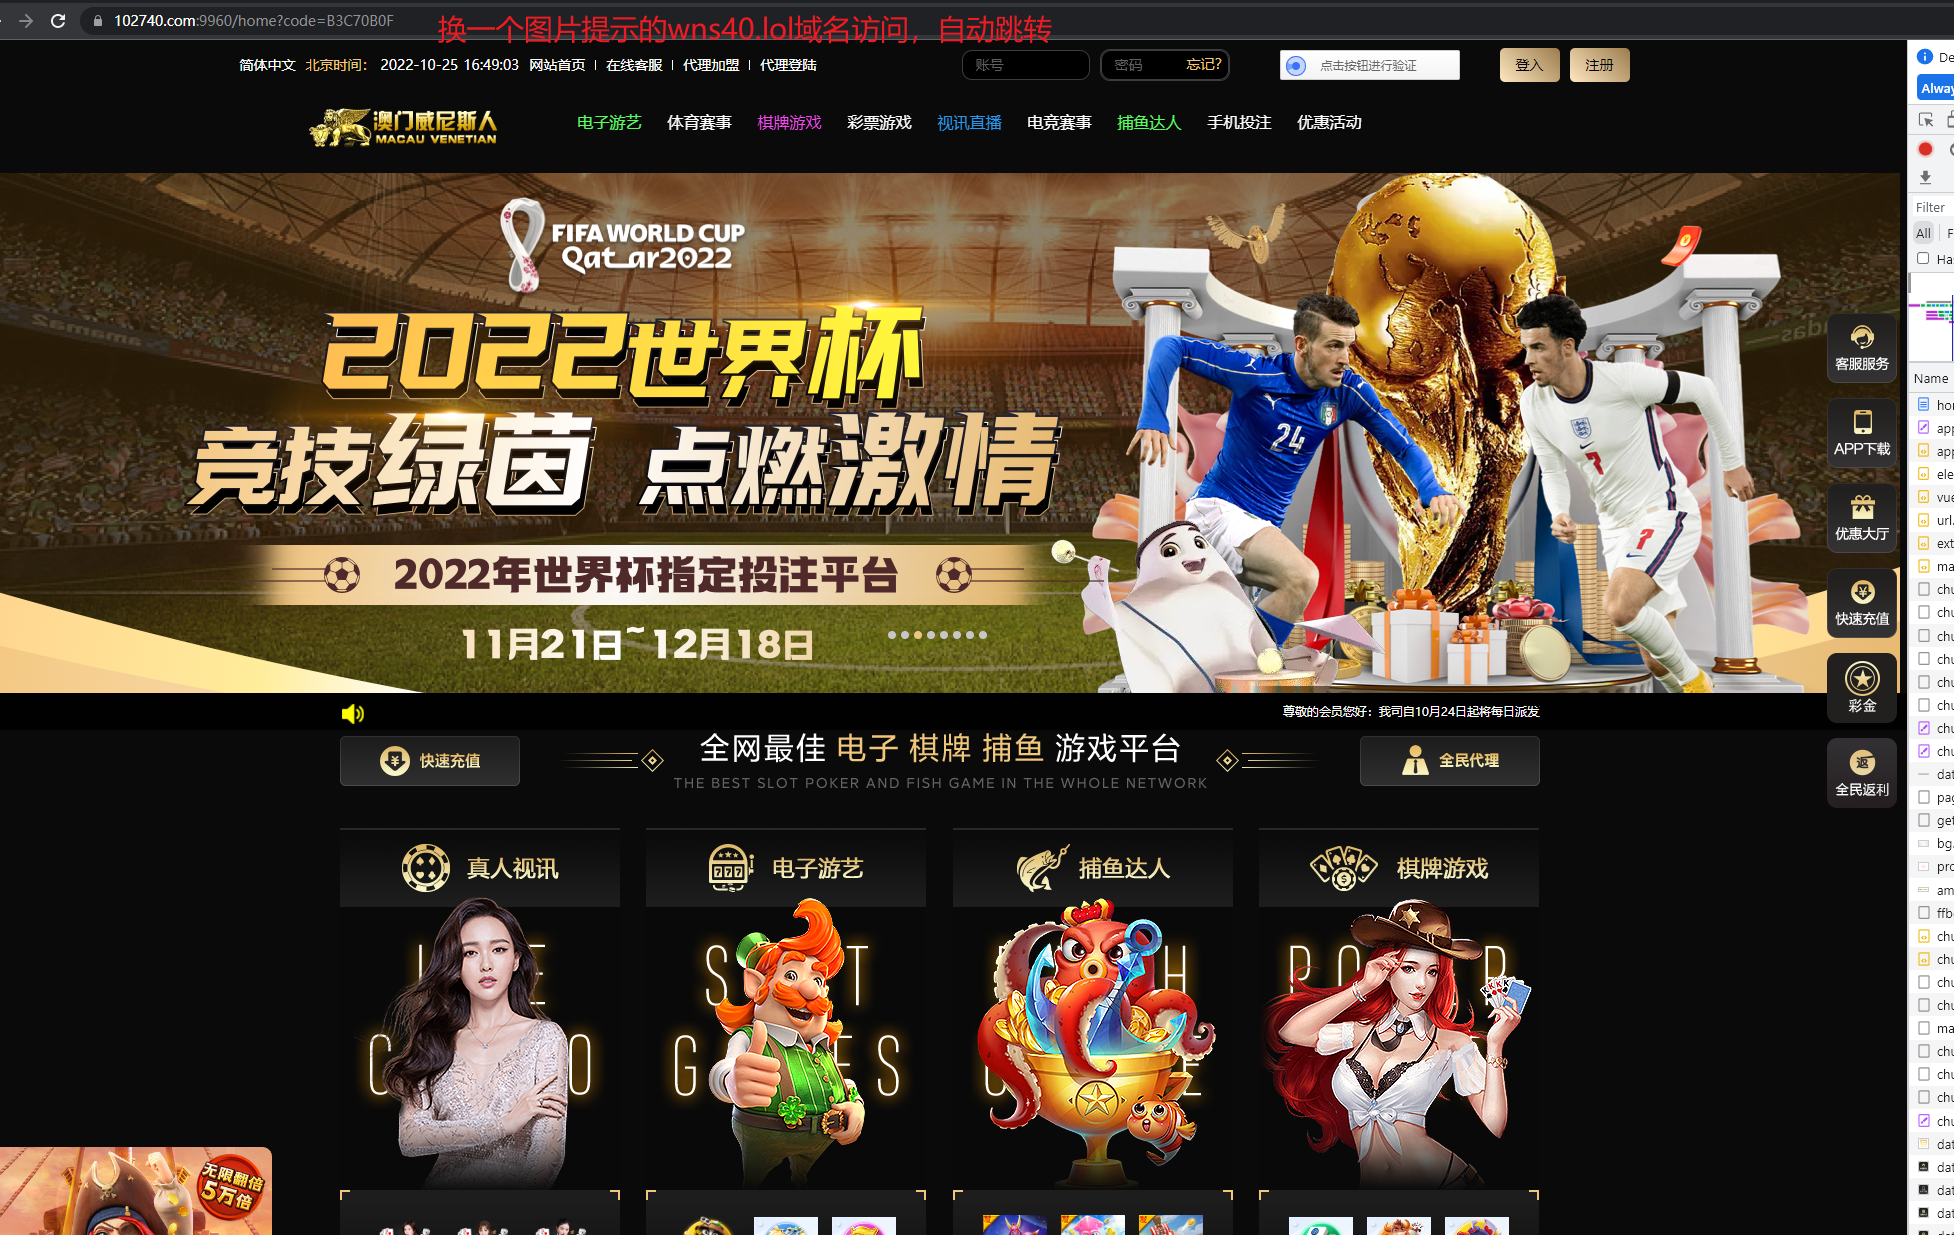 102740.com:9960/home?code=B3C70B0F
换一个图片提示的wns40.lol域名访问，自动跳转
简体中文 北京时间： 2022-10-25 16:49:03 网站首页 | 在线客服 | 代理加盟 | 代理登陆
账号 密码 忘记? 点击按钮进行验证 登入 注册
澳门威尼斯人
MACAU VENETIAN
电子游艺 体育赛事 棋牌游戏 彩票游戏 视讯直播 电竞赛事 捕鱼达人 手机投注 优惠活动
FIFA WORLD CUP
Qatar2022
2022世界杯
竞技绿茵 点燃激情
2022年世界杯指定投注平台
11月21日~12月18日
24
7
7
客服服务
APP下载
优惠大厅
快速充值
彩金
返
全民返利
尊敬的会员您好：我司自10月24日起将每日派发
快速充值
全网最佳 电子 棋牌 捕鱼 游戏平台
THE BEST SLOT POKER AND FISH GAME IN THE WHOLE NETWORK
全民代理
真人视讯
777 电子游艺
捕鱼达人
棋牌游戏
无限翻倍
5万倍
De
Alway
Filter
All F
Ha
Name
hor
app
app
ele
vue
url.
ext
ma
chu
chu
chu
chu
chu
chu
chu
chu
dat
pag
get
bg.
pro
am
ffb
chu
chu
chu
chu
ma
chu
chu
chu
chu
dat
dat
dat
dat